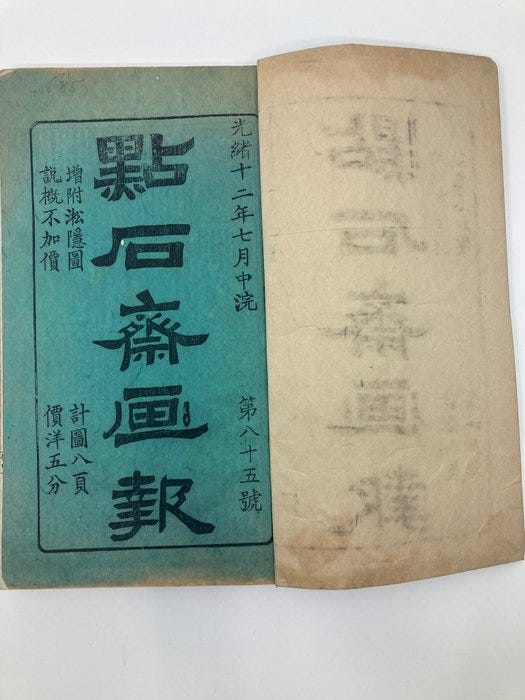 光緒十二年七月中浣
第八十五號
點石齋画報
增附淞隱圖
說概不加價
計圖八頁
價洋五分